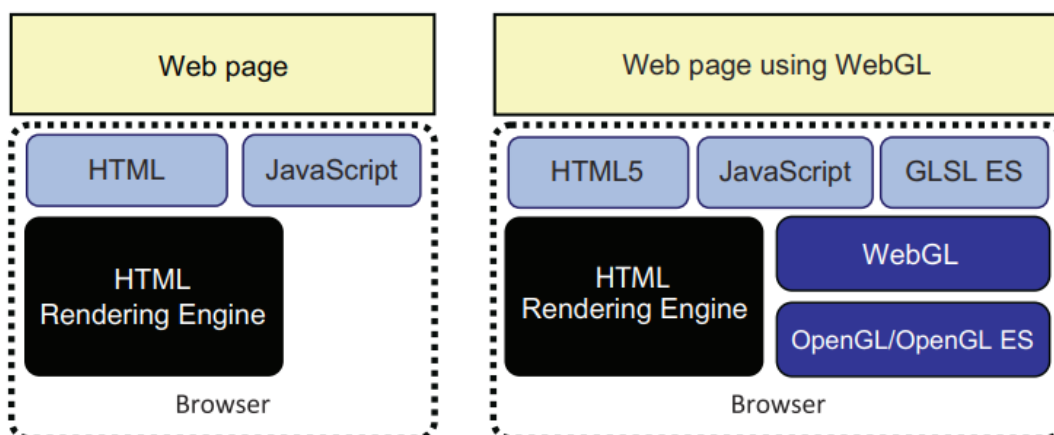 Web page
HTML
JavaScript
HTML
Rendering Engine
Browser
Web page using WebGL
HTML5
JavaScript
GLSL ES
HTML
Rendering Engine
WebGL
OpenGL/OpenGL ES
Browser